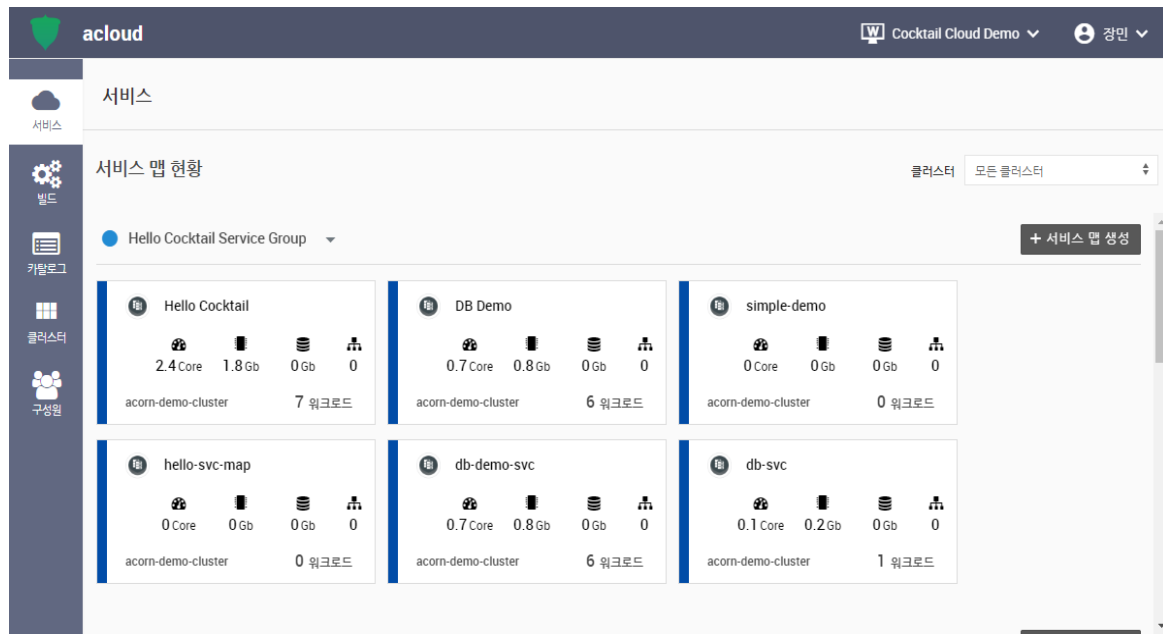 acloud
W Cocktail Cloud Demo
장민
서비스
빌드
카탈로그
클러스터
구성원
서비스
서비스 맵 현황
클러스터 모든 클러스터
Hello Cocktail Service Group
+ 서비스 맵 생성
Hello Cocktail
2.4 Core 1.8 Gb 0 Gb 0
acorn-demo-cluster 7 워크로드
DB Demo
0.7 Core 0.8 Gb 0 Gb 0
acorn-demo-cluster 6 워크로드
simple-demo
0 Core 0 Gb 0 Gb 0
acorn-demo-cluster 0 워크로드
hello-svc-map
0 Core 0 Gb 0 Gb 0
acorn-demo-cluster 0 워크로드
db-demo-svc
0.7 Core 0.8 Gb 0 Gb 0
acorn-demo-cluster 6 워크로드
db-svc
0.1 Core 0.2 Gb 0 Gb 0
acorn-demo-cluster 1 워크로드